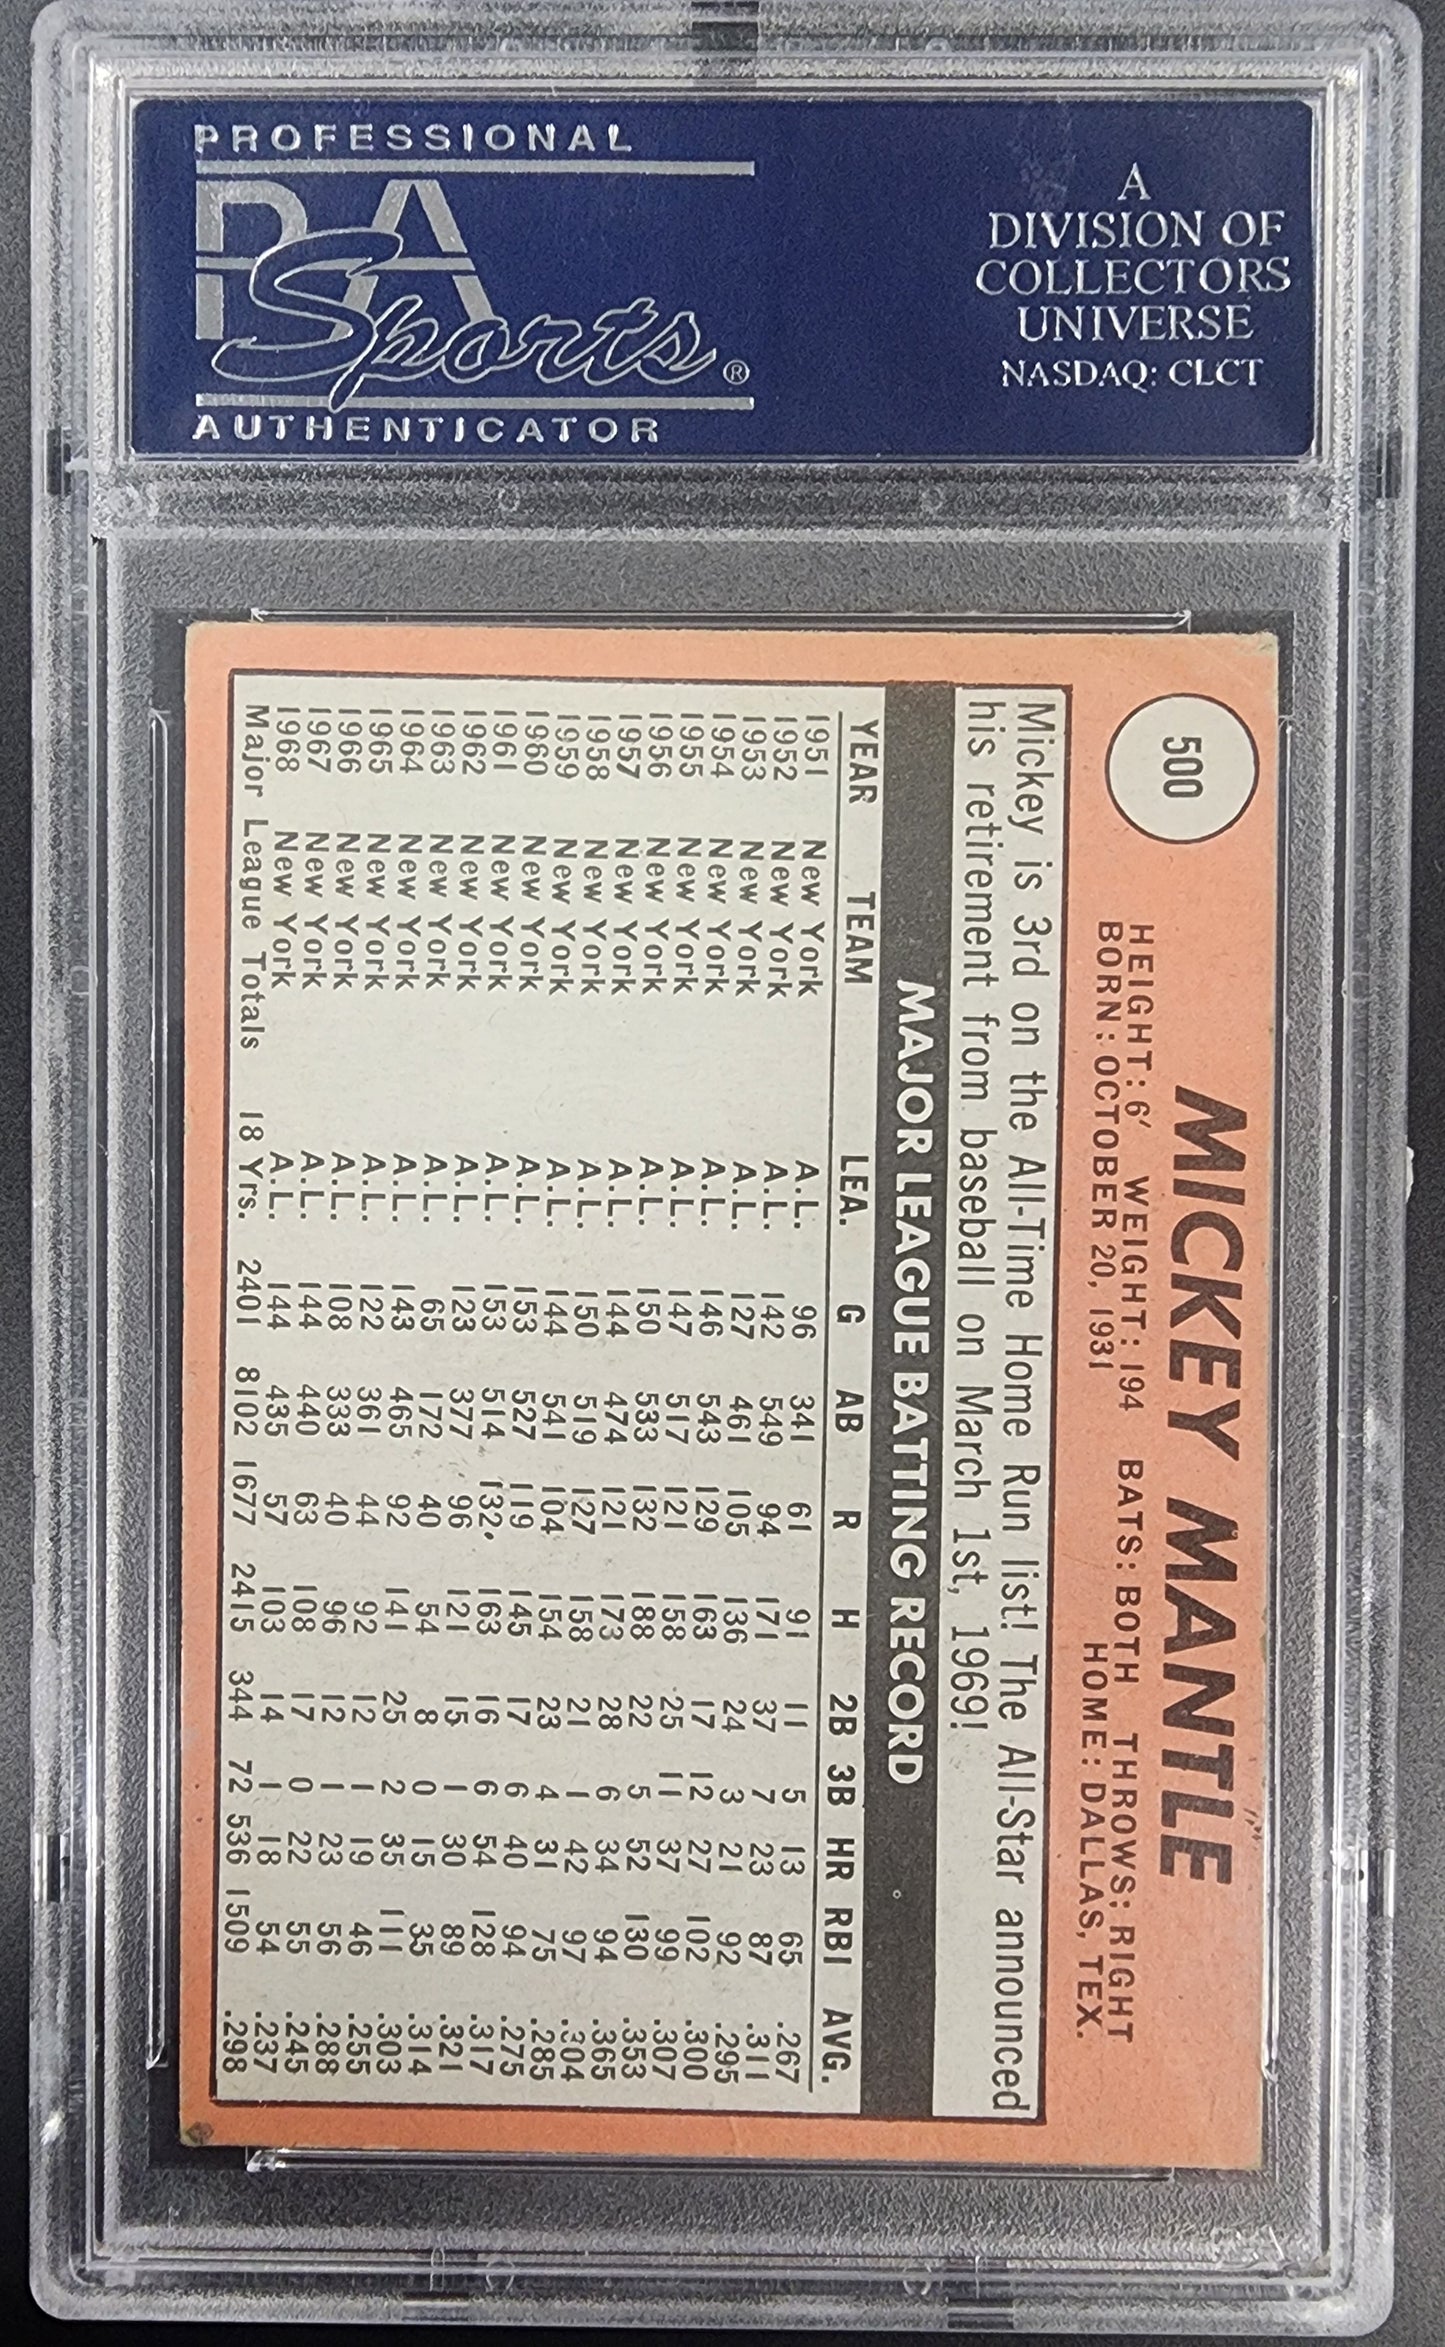 PROFESSIONAL
PSA
Sports®
AUTHENTICATOR
A
DIVISION OF
COLLECTORS
UNIVERSE
NASDAQ: CLCT
500
MICKEY MANTLE
HEIGHT: 6' WEIGHT: 194 BATS: BOTH THROWS: RIGHT
BORN: OCTOBER 20, 1931 HOME: DALLAS, TEX.
Mickey is 3rd on the All-Time Home Run list! The All-Star announced
his retirement from baseball on March 1st, 1969!
MAJOR LEAGUE BATTING RECORD
YEAR TEAM LEA. G AB R H 2B 3B HR RBI AVG.
1951 New York A.L. 96 341 61 91 11 5 13 65 .267
1952 New York A.L. 142 549 94 171 37 7 23 87 .311
1953 New York A.L. 127 461 105 136 24 3 21 92 .295
1954 New York A.L. 146 543 129 163 17 12 27 102 .300
1955 New York A.L. 147 517 121 158 25 11 37 99 .307
1956 New York A.L. 150 533 132 188 22 5 52 130 .353
1957 New York A.L. 144 474 121 173 28 6 34 94 .365
1958 New York A.L. 150 519 127 158 21 1 42 97 .304
1959 New York A.L. 144 541 104 154 23 4 31 75 .285
1960 New York A.L. 153 527 119 145 17 6 40 94 .275
1961 New York A.L. 153 514 132 163 16 6 54 128 .317
1962 New York A.L. 123 377 96 121 15 1 30 89 .321
1963 New York A.L. 65 172 40 54 8 0 15 35 .314
1964 New York A.L. 143 465 92 141 25 2 35 111 .303
1965 New York A.L. 122 361 44 92 12 1 19 46 .255
1966 New York A.L. 108 333 40 96 12 1 23 56 .288
1967 New York A.L. 144 440 63 108 17 0 22 55 .245
1968 New York A.L. 144 435 57 103 14 1 18 54 .237
Major League Totals 18 Yrs. 2401 8102 1677 2415 344 72 536 1509 .298